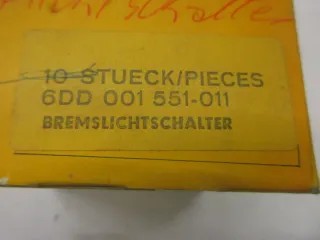 10 STUECK/PIECES
6DD 001 551-011
BREMSLICHTSCHALTER